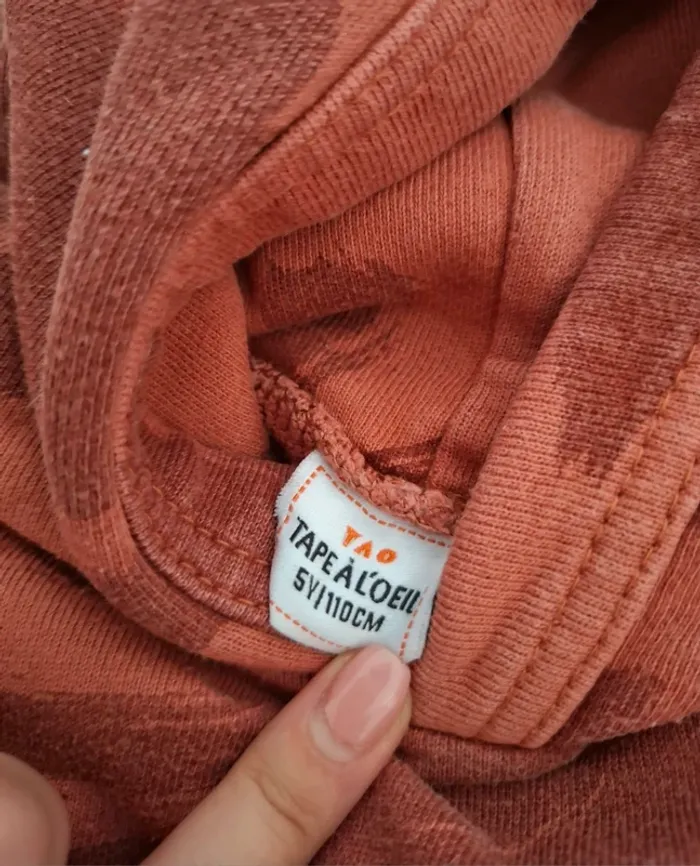 TAO
TAPE À L'OEIL
5Y|110CM